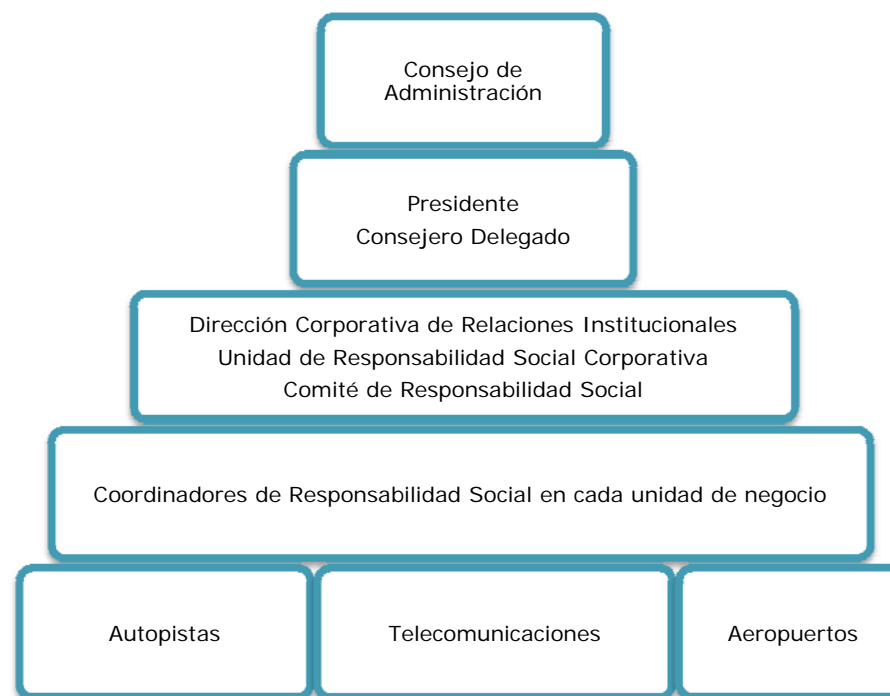 Consejo de
Administración
Presidente
Consejero Delegado
Dirección Corporativa de Relaciones Institucionales
Unidad de Responsabilidad Social Corporativa
Comité de Responsabilidad Social
Coordinadores de Responsabilidad Social en cada unidad de negocio
Autopistas
Telecomunicaciones
Aeropuertos